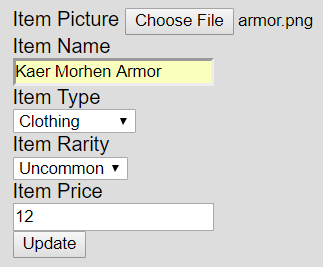 Item Picture Choose File armor.png
Item Name
Kaer Morhen Armor
Item Type
Clothing
Item Rarity
Uncommon
Item Price
12
Update